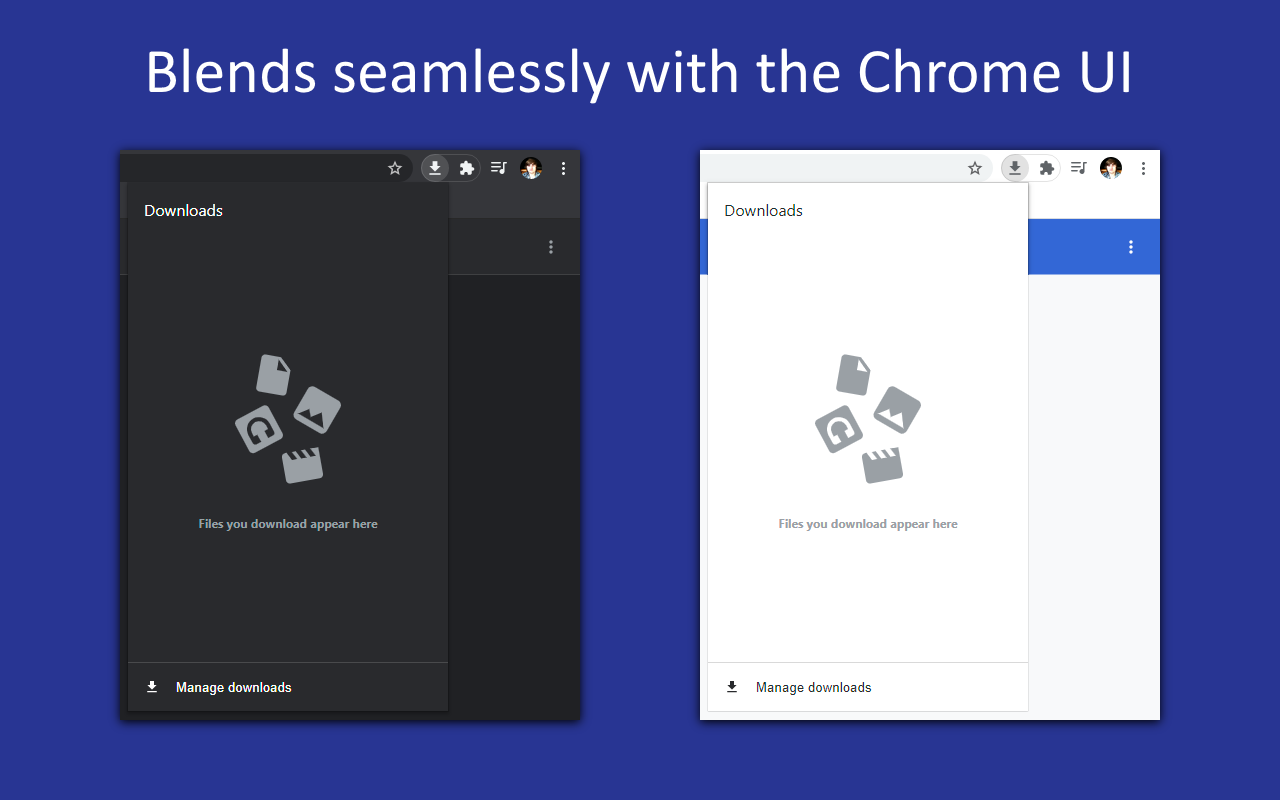 Blends seamlessly with the Chrome UI
Downloads
Files you download appear here
Manage downloads
Downloads
Files you download appear here
Manage downloads